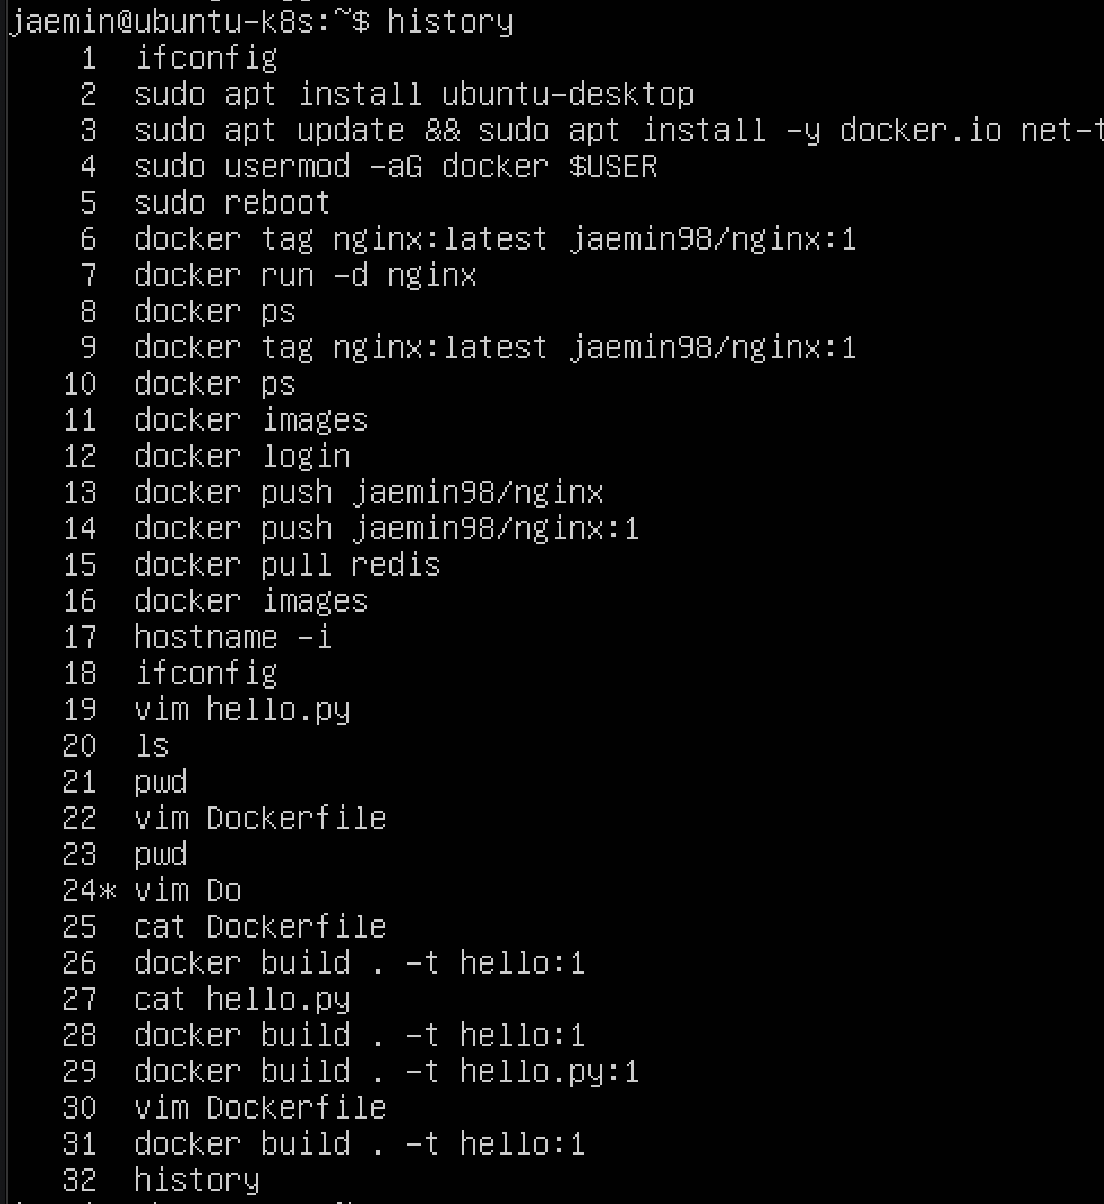 jaemin@ubuntu-k8s:~$ history
1 ifconfig
2 sudo apt install ubuntu-desktop
3 sudo apt update && sudo apt install -y docker.io net-t
4 sudo usermod -aG docker $USER
5 sudo reboot
6 docker tag nginx:latest jaemin98/nginx:1
7 docker run -d nginx
8 docker ps
9 docker tag nginx:latest jaemin98/nginx:1
10 docker ps
11 docker images
12 docker login
13 docker push jaemin98/nginx
14 docker push jaemin98/nginx:1
15 docker pull redis
16 docker images
17 hostname -i
18 ifconfig
19 vim hello.py
20 ls
21 pwd
22 vim Dockerfile
23 pwd
24* vim Do
25 cat Dockerfile
26 docker build . -t hello:1
27 cat hello.py
28 docker build . -t hello:1
29 docker build . -t hello.py:1
30 vim Dockerfile
31 docker build . -t hello:1
32 history